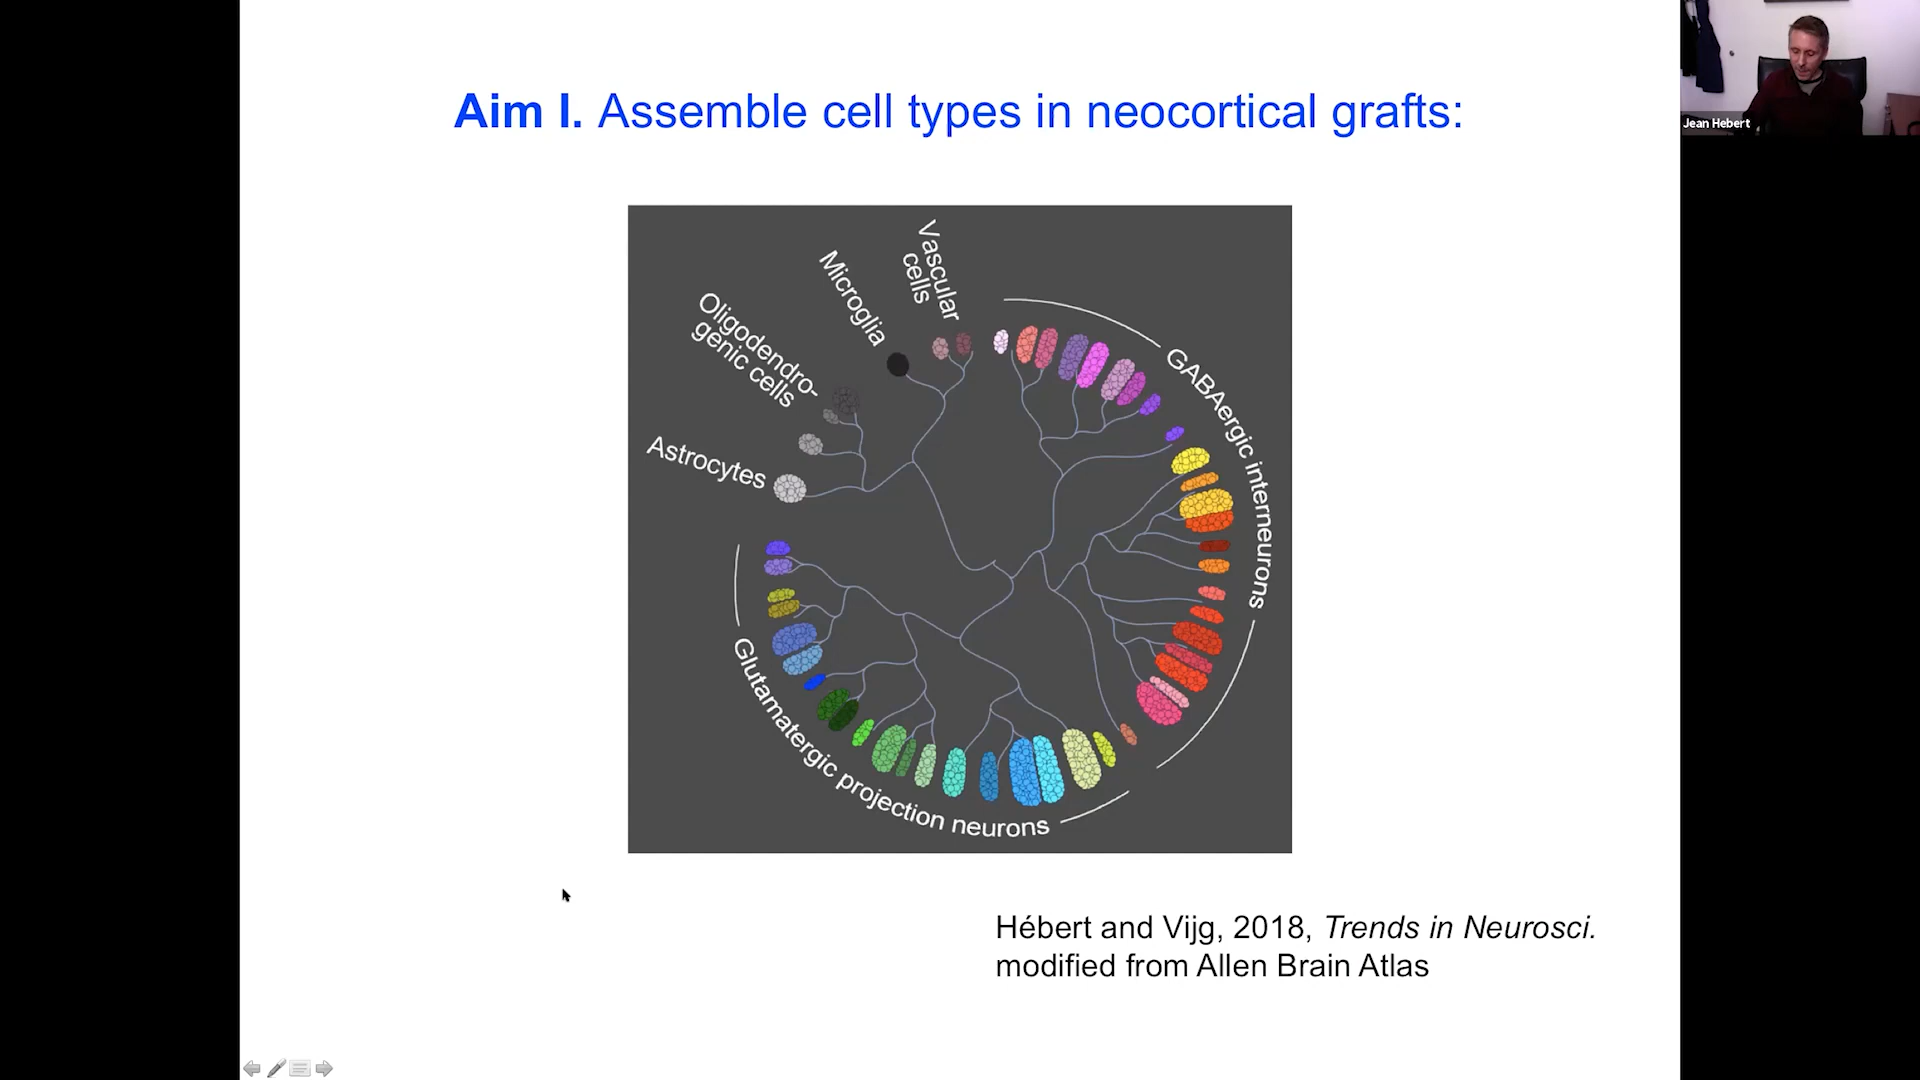 Aim I. Assemble cell types in neocortical grafts:
Jean Hebert
Vascular
cells
Microglia
Oligodendro-
genic cells
Astrocytes
GABAergic interneurons
Glutamatergic projection neurons
Hébert and Vijg, 2018, Trends in Neurosci.
modified from Allen Brain Atlas